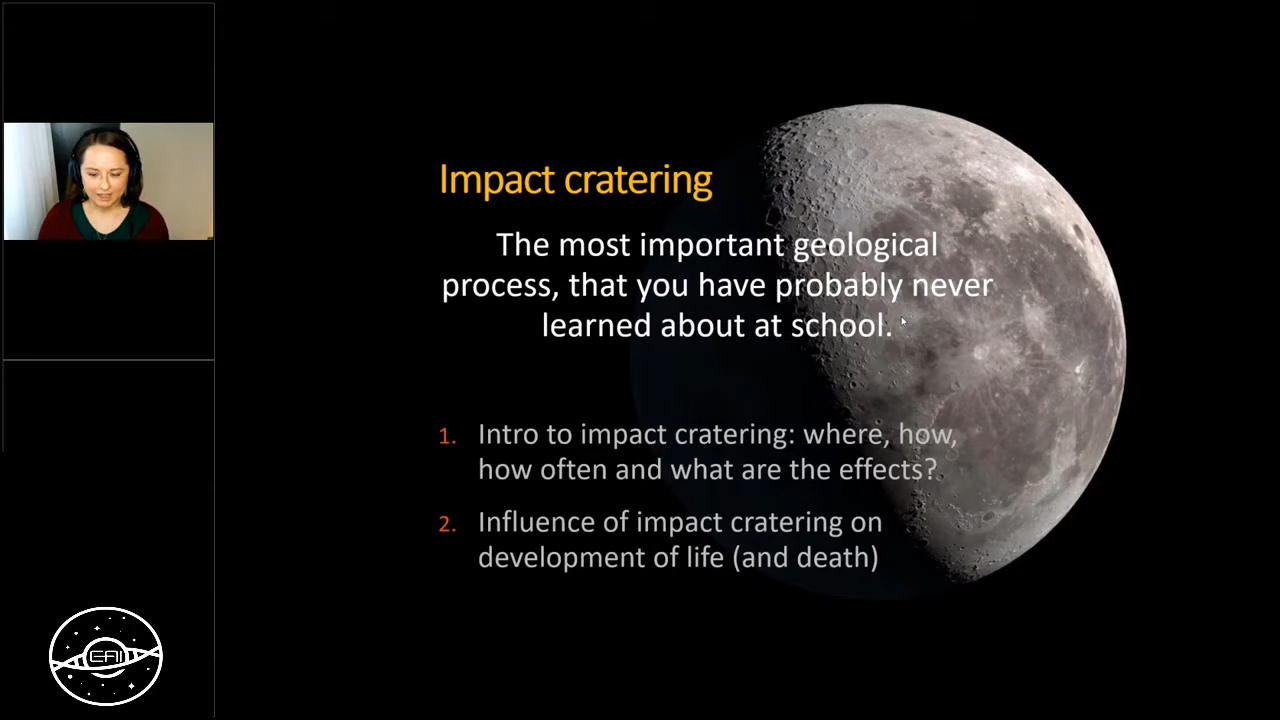 Impact cratering
The most important geological
process, that you have probably never
learned about at school.
1. Intro to impact cratering: where, how,
how often and what are the effects?
2. Influence of impact cratering on
development of life (and death)
EAI